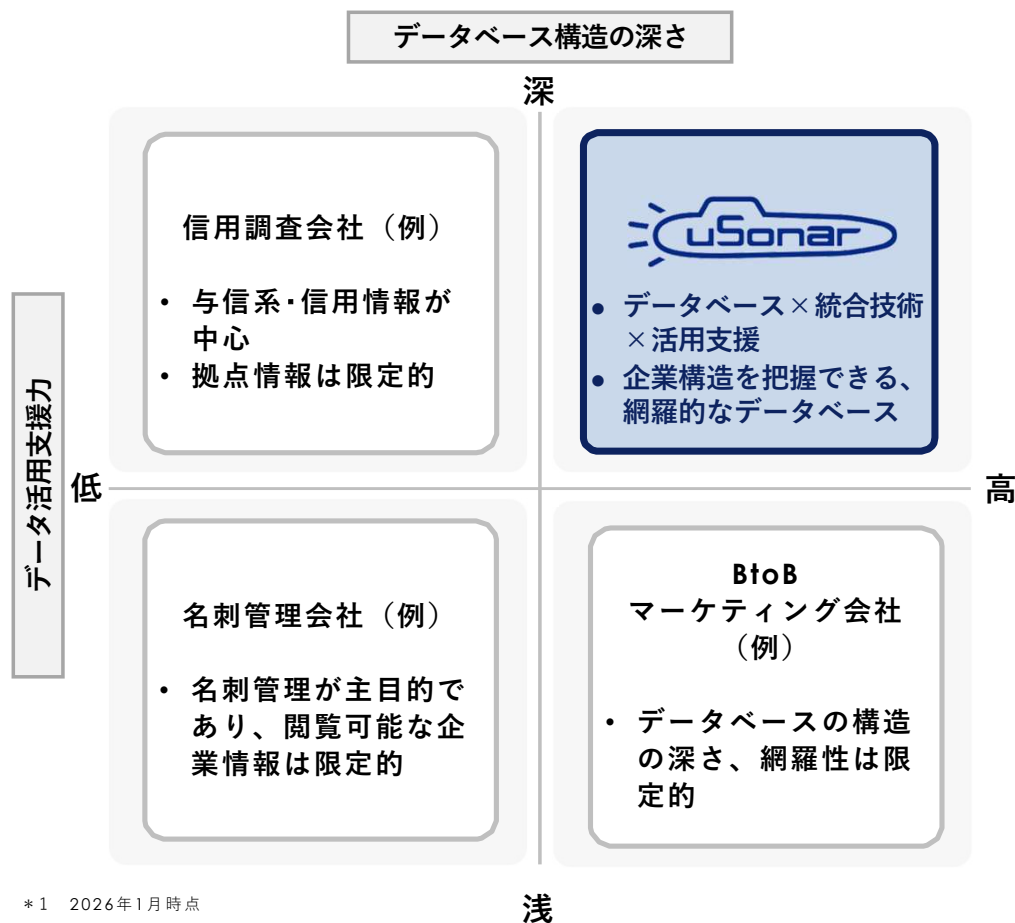 データベース構造の深さ
深
信用調査会社（例）
• 与信系･信用情報が
中心
• 拠点情報は限定的
uSonar
● データベース×統合技術
×活用支援
● 企業構造を把握できる、
網羅的なデータベース
データ活用支援力
低
高
名刺管理会社（例）
• 名刺管理が主目的で
あり、閲覧可能な企
業情報は限定的
BtoB
マーケティング会社
（例）
• データベースの構造
の深さ、網羅性は限
定的
浅
＊1　2026年1月時点